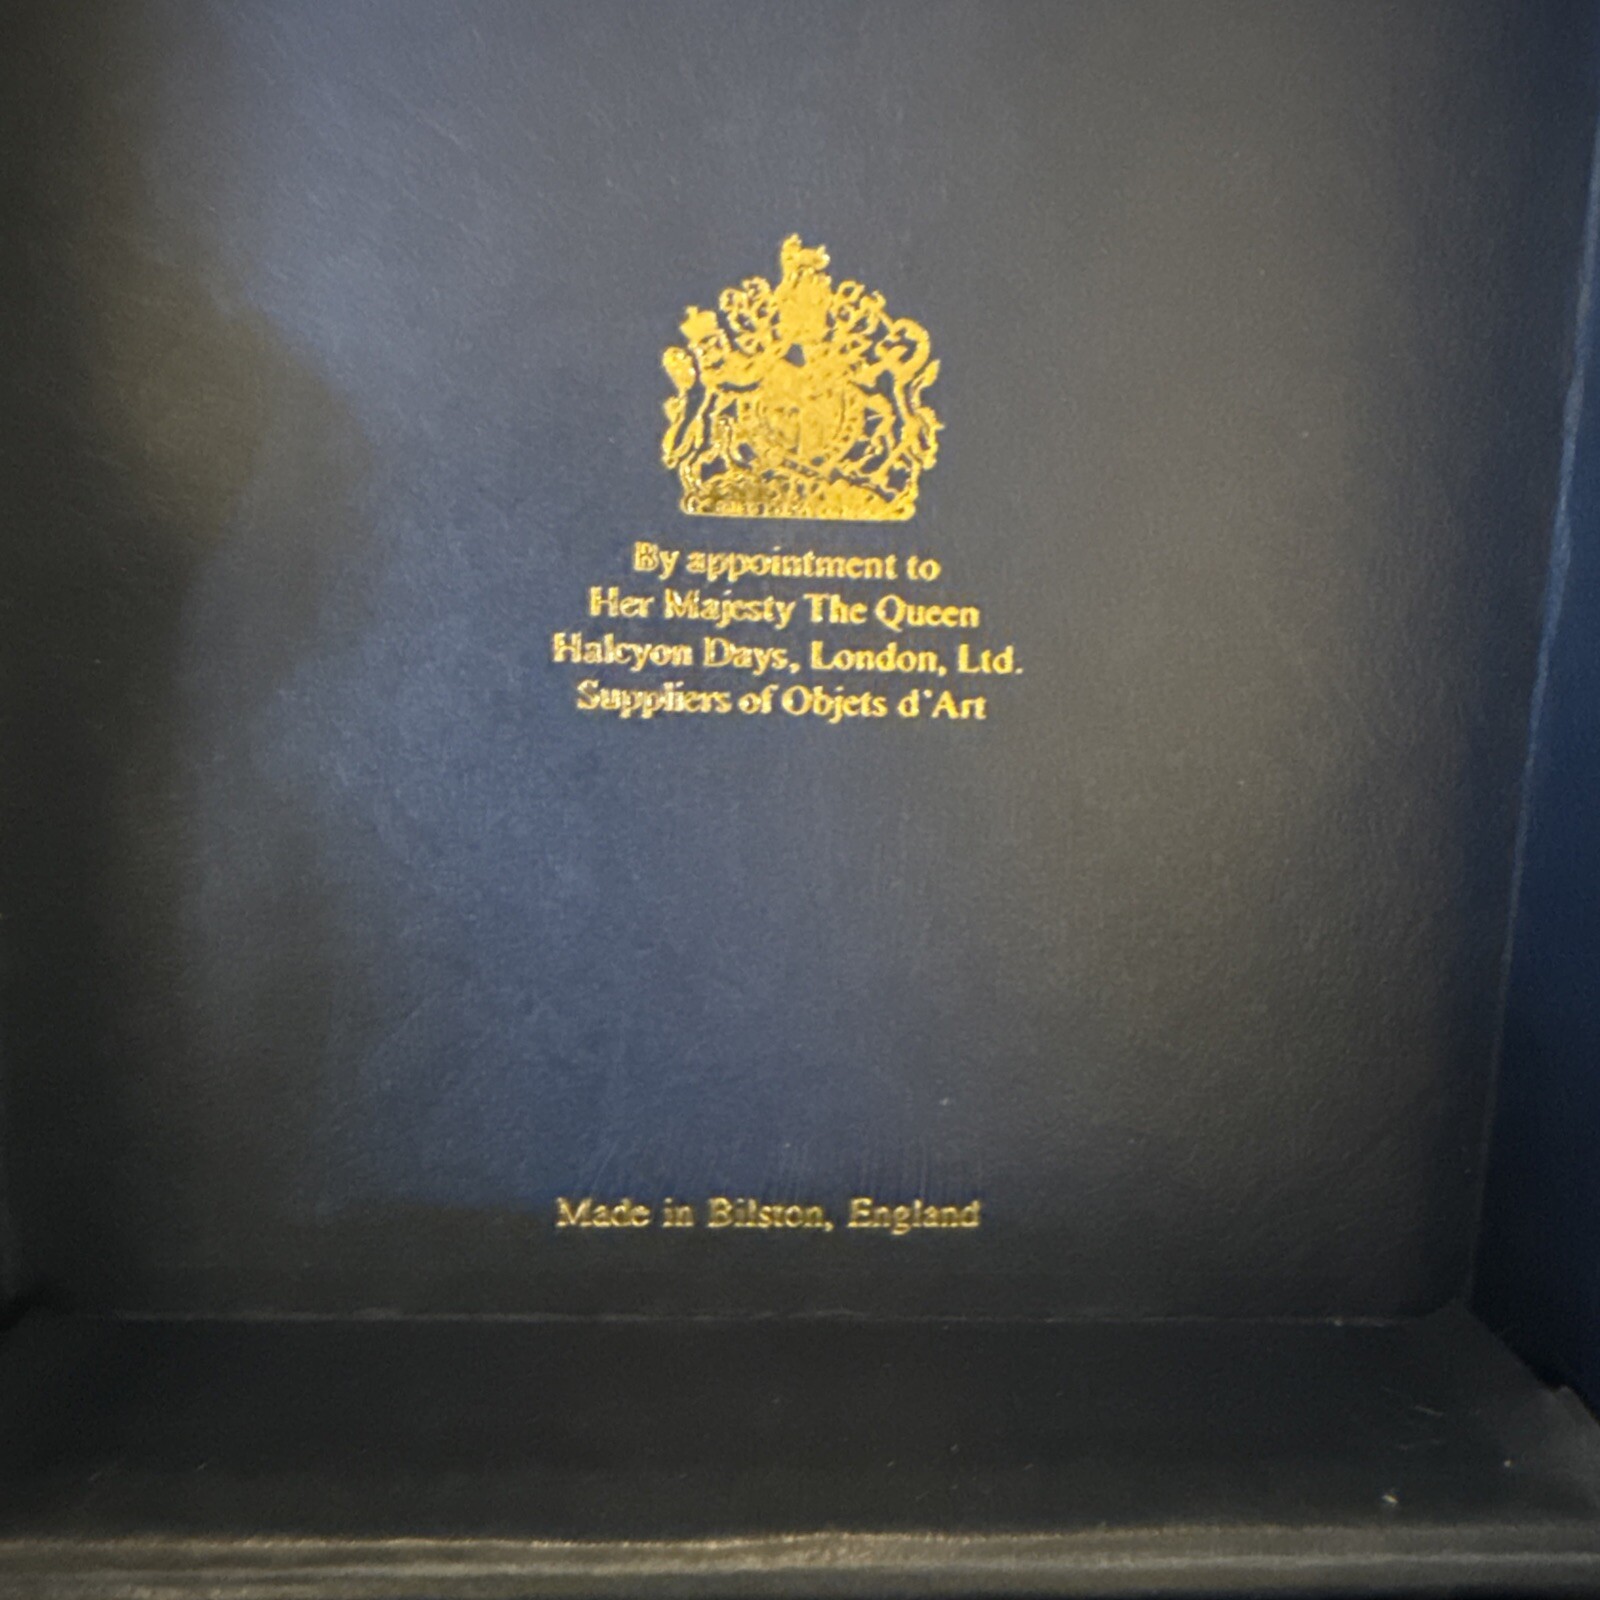 By appointment to
Her Majesty The Queen
Halcyon Days, London, Ltd.
Suppliers of Objets d'Art
Made in Bilston, England